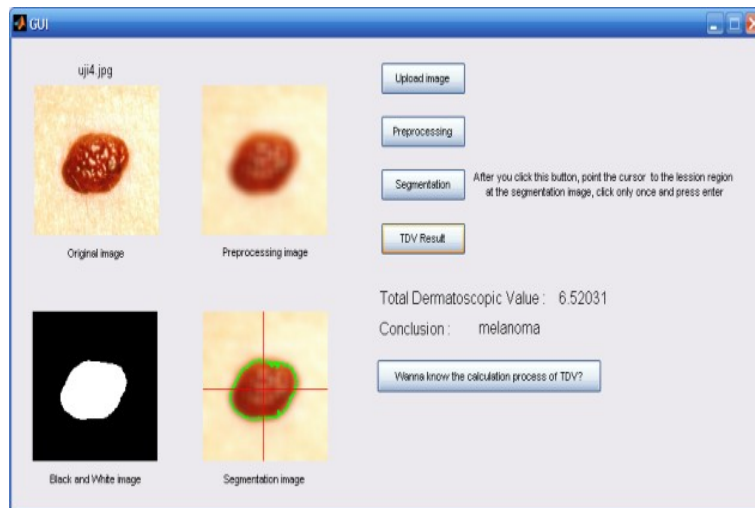 GUI
uji4.jpg
Original image
Preprocessing image
Black and White image
Segmentation image
Upload image
Preprocessing
Segmentation
After you click this button, point the cursor to the lession region
at the segmentation image, click only once and press enter
TDV Result
Total Dermatoscopic Value : 6.52031
Conclusion : melanoma
Wanna know the calculation process of TDV?